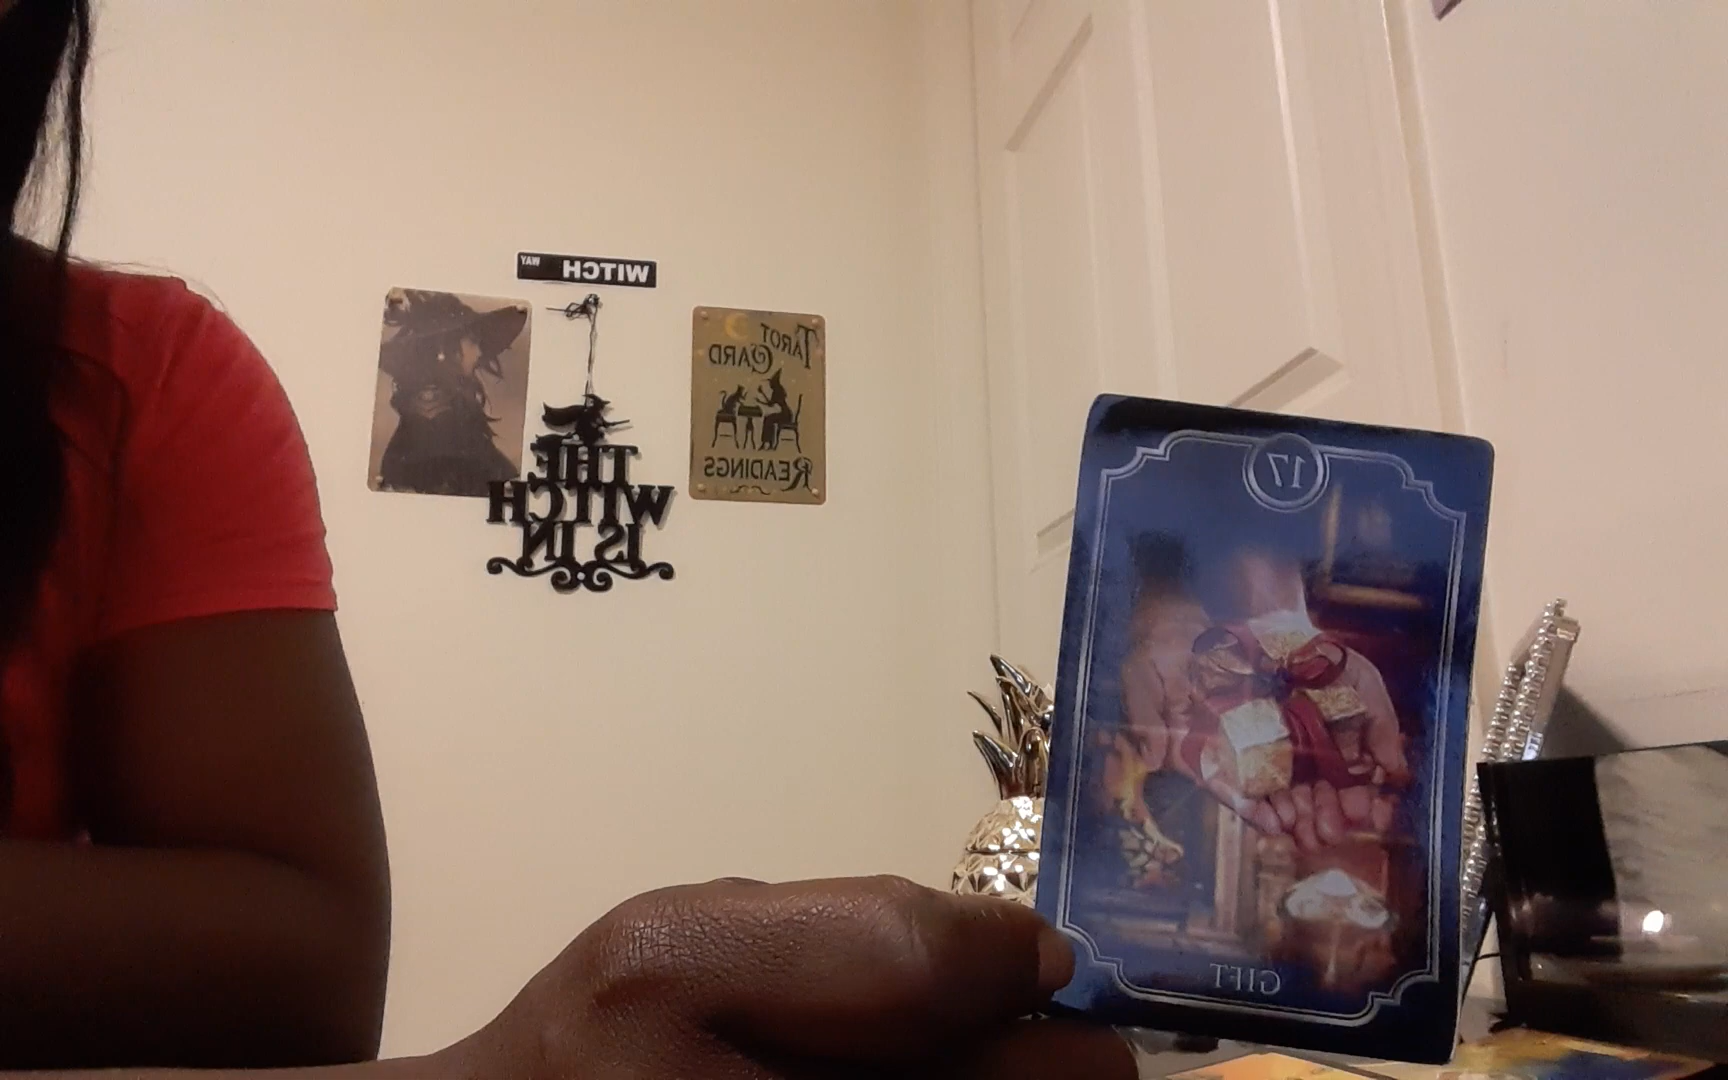 WITCH WAY
TAROT
CARD
READINGS
THE
WITCH
IS IN
17
GIFT